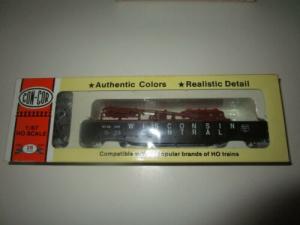 CON-COR
★Authentic Colors ★Realistic Detail
1:87
HO SCALE
WISCONSIN
CENTRAL
Compatible with popular brands of HO trains